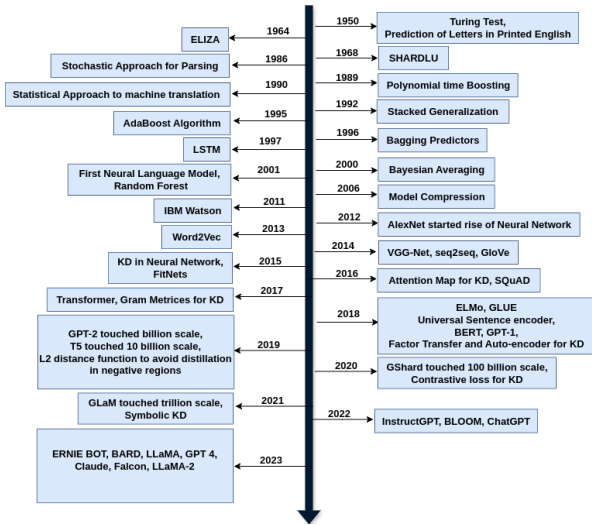 1950
Turing Test,
Prediction of Letters in Printed English
1964
ELIZA
1968
SHARDLU
1986
Stochastic Approach for Parsing
1989
Polynomial time Boosting
1990
Statistical Approach to machine translation
1992
Stacked Generalization
1995
AdaBoost Algorithm
1996
Bagging Predictors
1997
LSTM
2000
Bayesian Averaging
2001
First Neural Language Model,
Random Forest
2006
Model Compression
2011
IBM Watson
2012
AlexNet started rise of Neural Network
2013
Word2Vec
2014
VGG-Net, seq2seq, GloVe
2015
KD in Neural Network,
FitNets
2016
Attention Map for KD, SQuAD
2017
Transformer, Gram Metrices for KD
2018
ELMo, GLUE
Universal Sentence encoder,
BERT, GPT-1,
Factor Transfer and Auto-encoder for KD
2019
GPT-2 touched billion scale,
T5 touched 10 billion scale,
L2 distance function to avoid distillation
in negative regions
2020
GShard touched 100 billion scale,
Contrastive loss for KD
2021
GLaM touched trillion scale,
Symbolic KD
2022
InstructGPT, BLOOM, ChatGPT
2023
ERNIE BOT, BARD, LLaMA, GPT 4,
Claude, Falcon, LLaMA-2